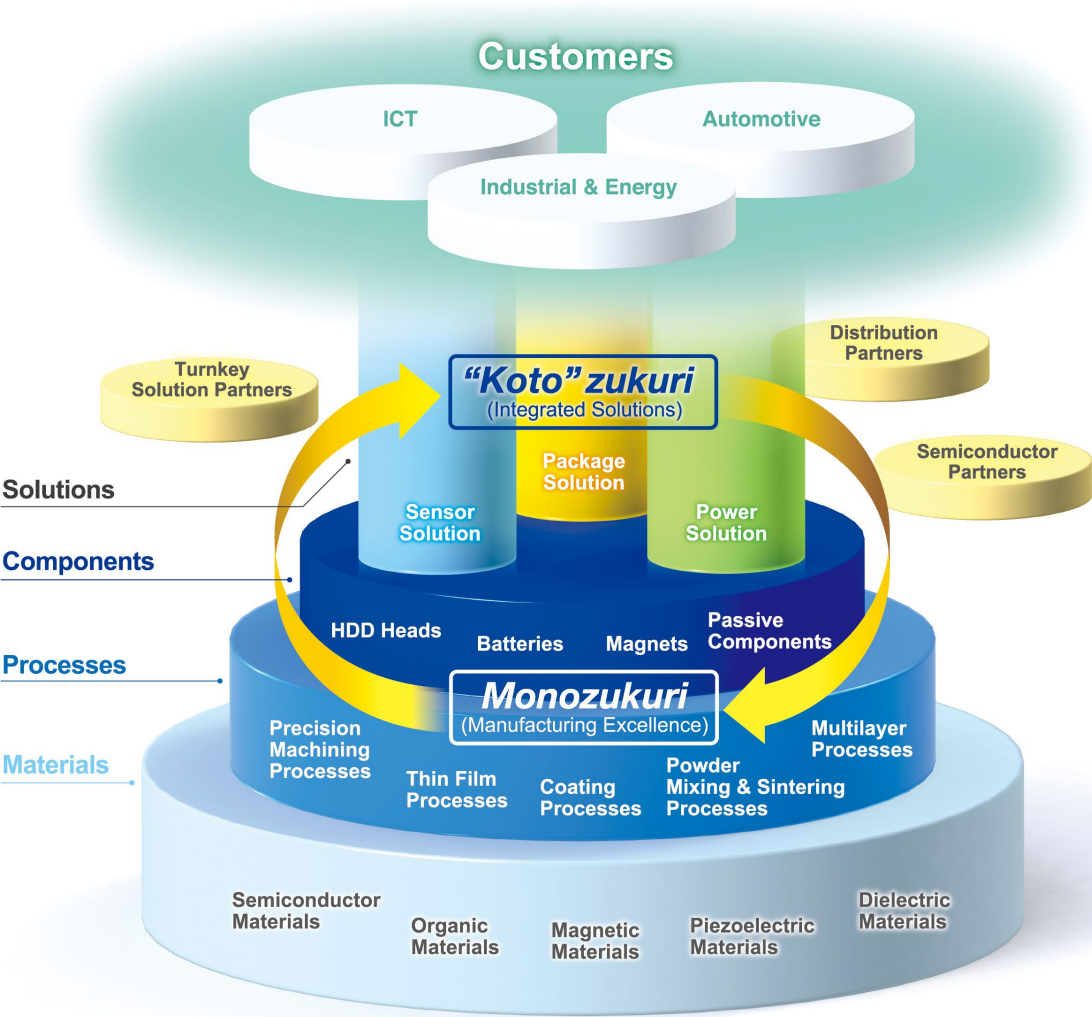 Customers
ICT
Automotive
Industrial & Energy
Distribution
Partners
Turnkey
Solution Partners
“Koto” zukuri
(Integrated Solutions)
Semiconductor
Partners
Package
Solution
Solutions
Sensor
Solution
Power
Solution
Components
HDD Heads
Batteries
Magnets
Passive
Components
Processes
Monozukuri
(Manufacturing Excellence)
Precision
Machining
Processes
Thin Film
Processes
Coating
Processes
Powder
Mixing & Sintering
Processes
Multilayer
Processes
Materials
Semiconductor
Materials
Organic
Materials
Magnetic
Materials
Piezoelectric
Materials
Dielectric
Materials